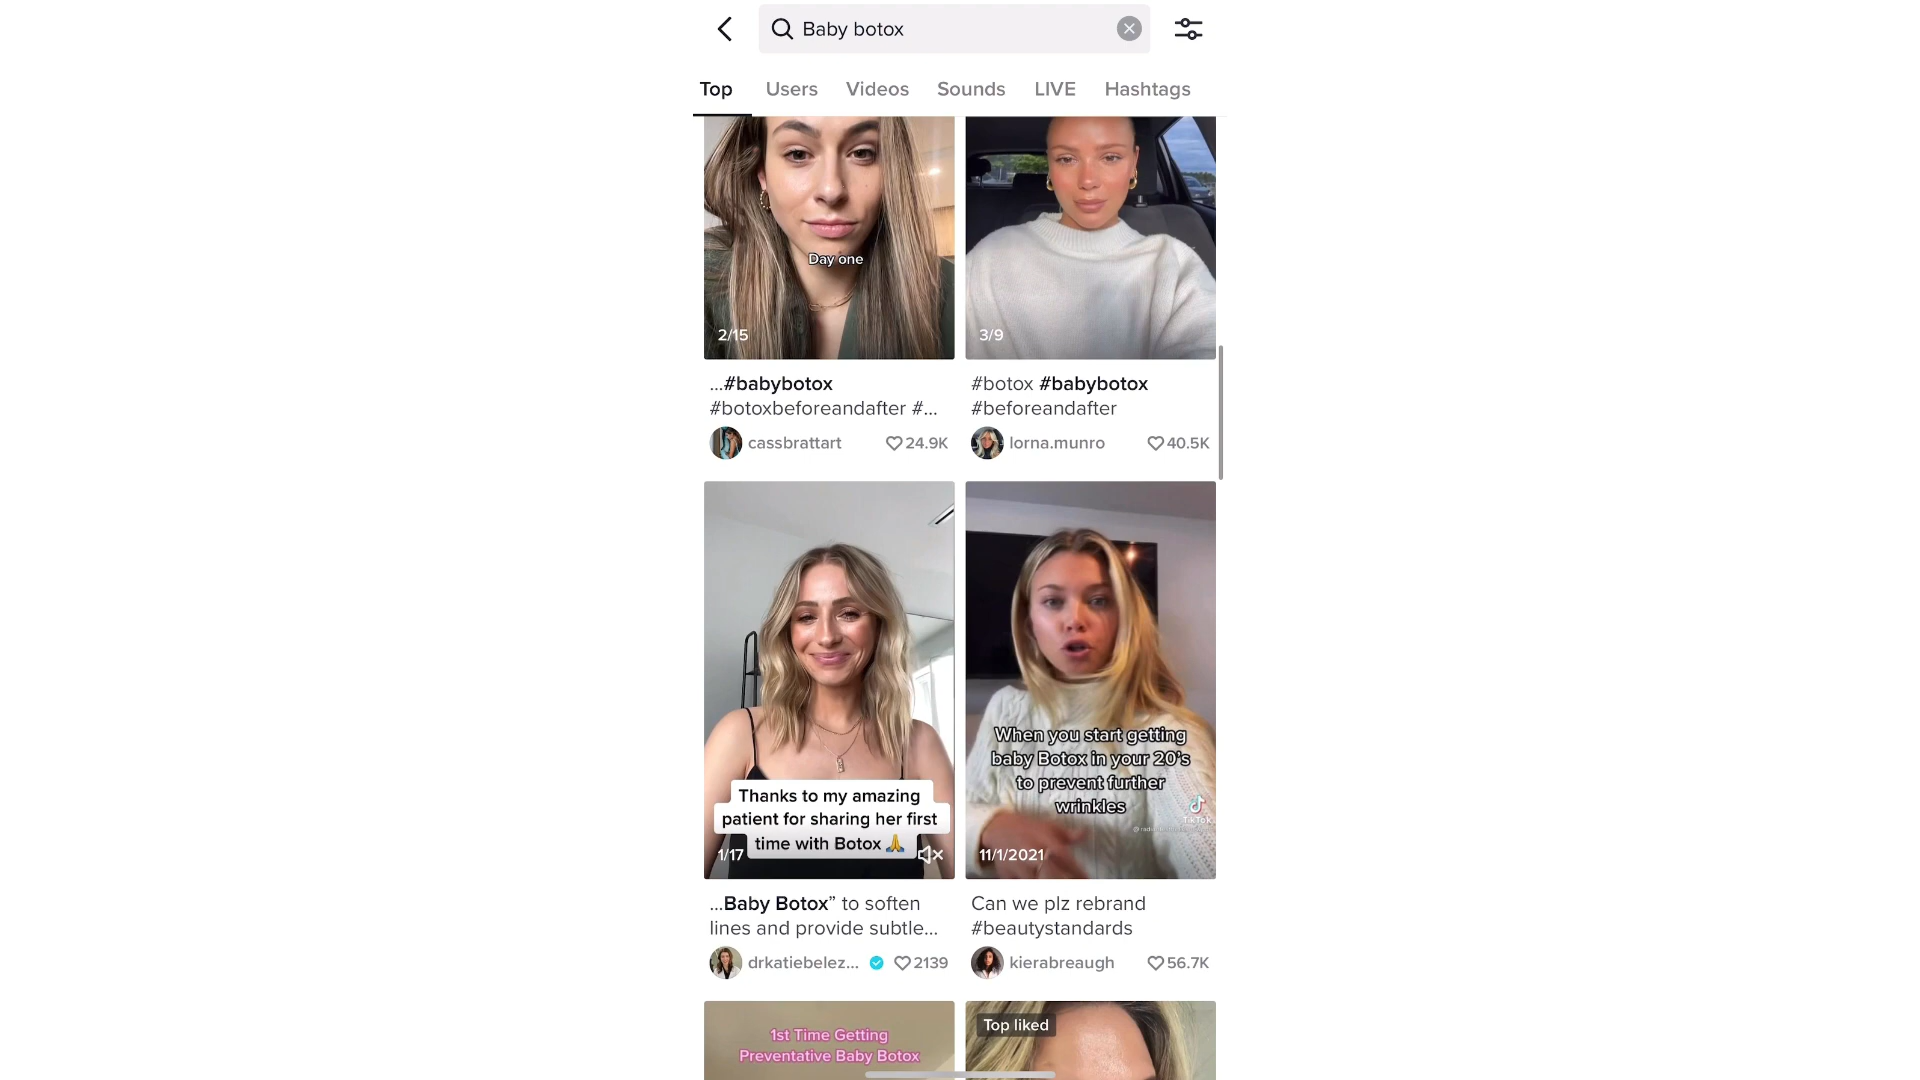 Baby botox
Top Users Videos Sounds LIVE Hashtags
Day one
2/15
3/9
...#babybotox
#botoxbeforeandafter #...
cassbrattart 24.9K
#botox #babybotox
#beforeandafter
lorna.munro 40.5K
Thanks to my amazing
patient for sharing her first
time with Botox 🙏
1/17
When you start getting
baby Botox in your 20's
to prevent further
wrinkles
TikTok
11/1/2021
...Baby Botox” to soften
lines and provide subtle...
drkatiebelez... 2139
Can we plz rebrand
#beautystandards
kierabreaugh 56.7K
1st Time Getting
Preventative Baby Botox
Top liked